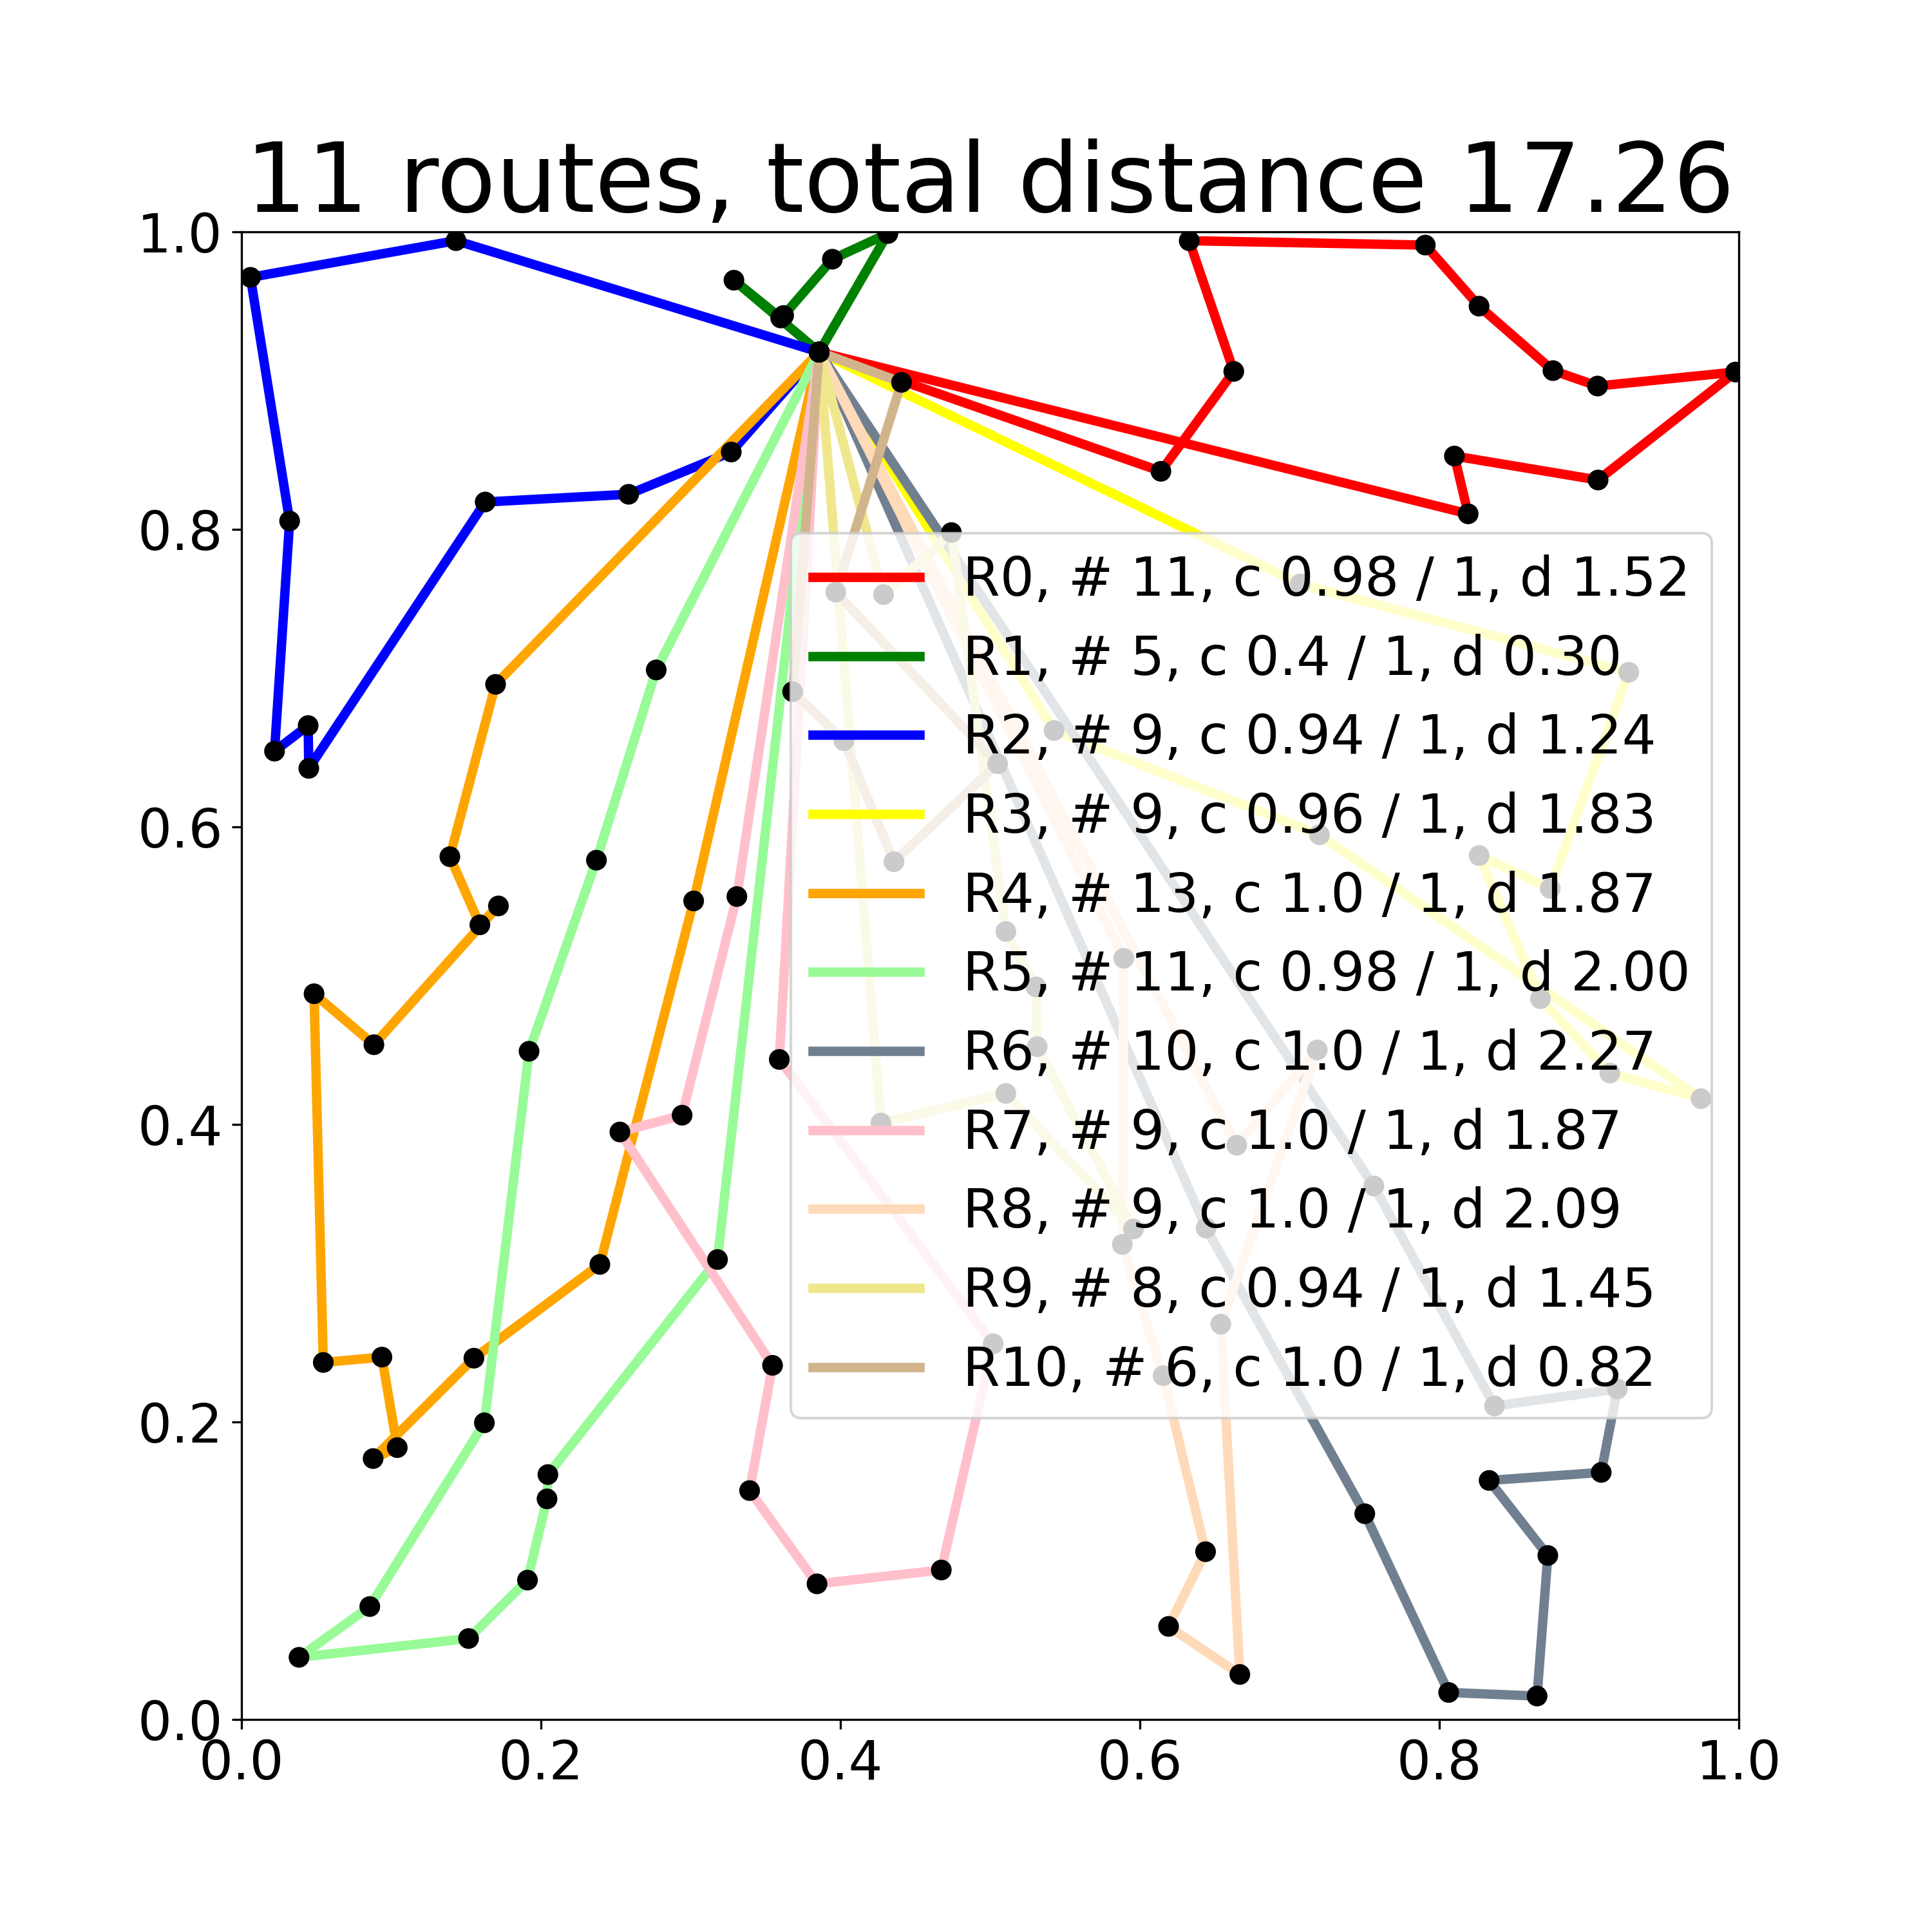 11 routes, total distance 17.26
1.0
0.8
0.6
0.4
0.2
0.0
R0, # 11, c 0.98 / 1, d 1.52
R1, # 5, c 0.4 / 1, d 0.30
R2, # 9, c 0.94 / 1, d 1.24
R3, # 9, c 0.96 / 1, d 1.83
R4, # 13, c 1.0 / 1, d 1.87
R5, # 11, c 0.98 / 1, d 2.00
R6, # 10, c 1.0 / 1, d 2.27
R7, # 9, c 1.0 / 1, d 1.87
R8, # 9, c 1.0 / 1, d 2.09
R9, # 8, c 0.94 / 1, d 1.45
R10, # 6, c 1.0 / 1, d 0.82
0.0 0.2 0.4 0.6 0.8 1.0